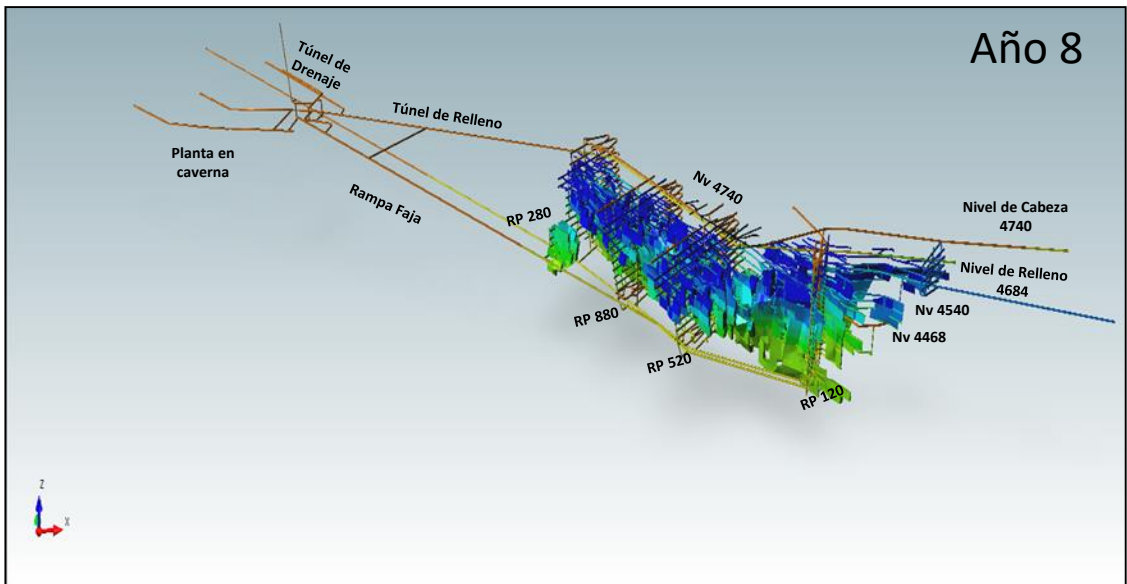 Año 8
Túnel de
Drenaje
Túnel de Relleno
Planta en
caverna
Rampa Faja
Nv 4740
RP 280
Nivel de Cabeza
4740
Nivel de Relleno
4684
Nv 4540
Nv 4468
RP 880
RP 520
RP 120
Z
X